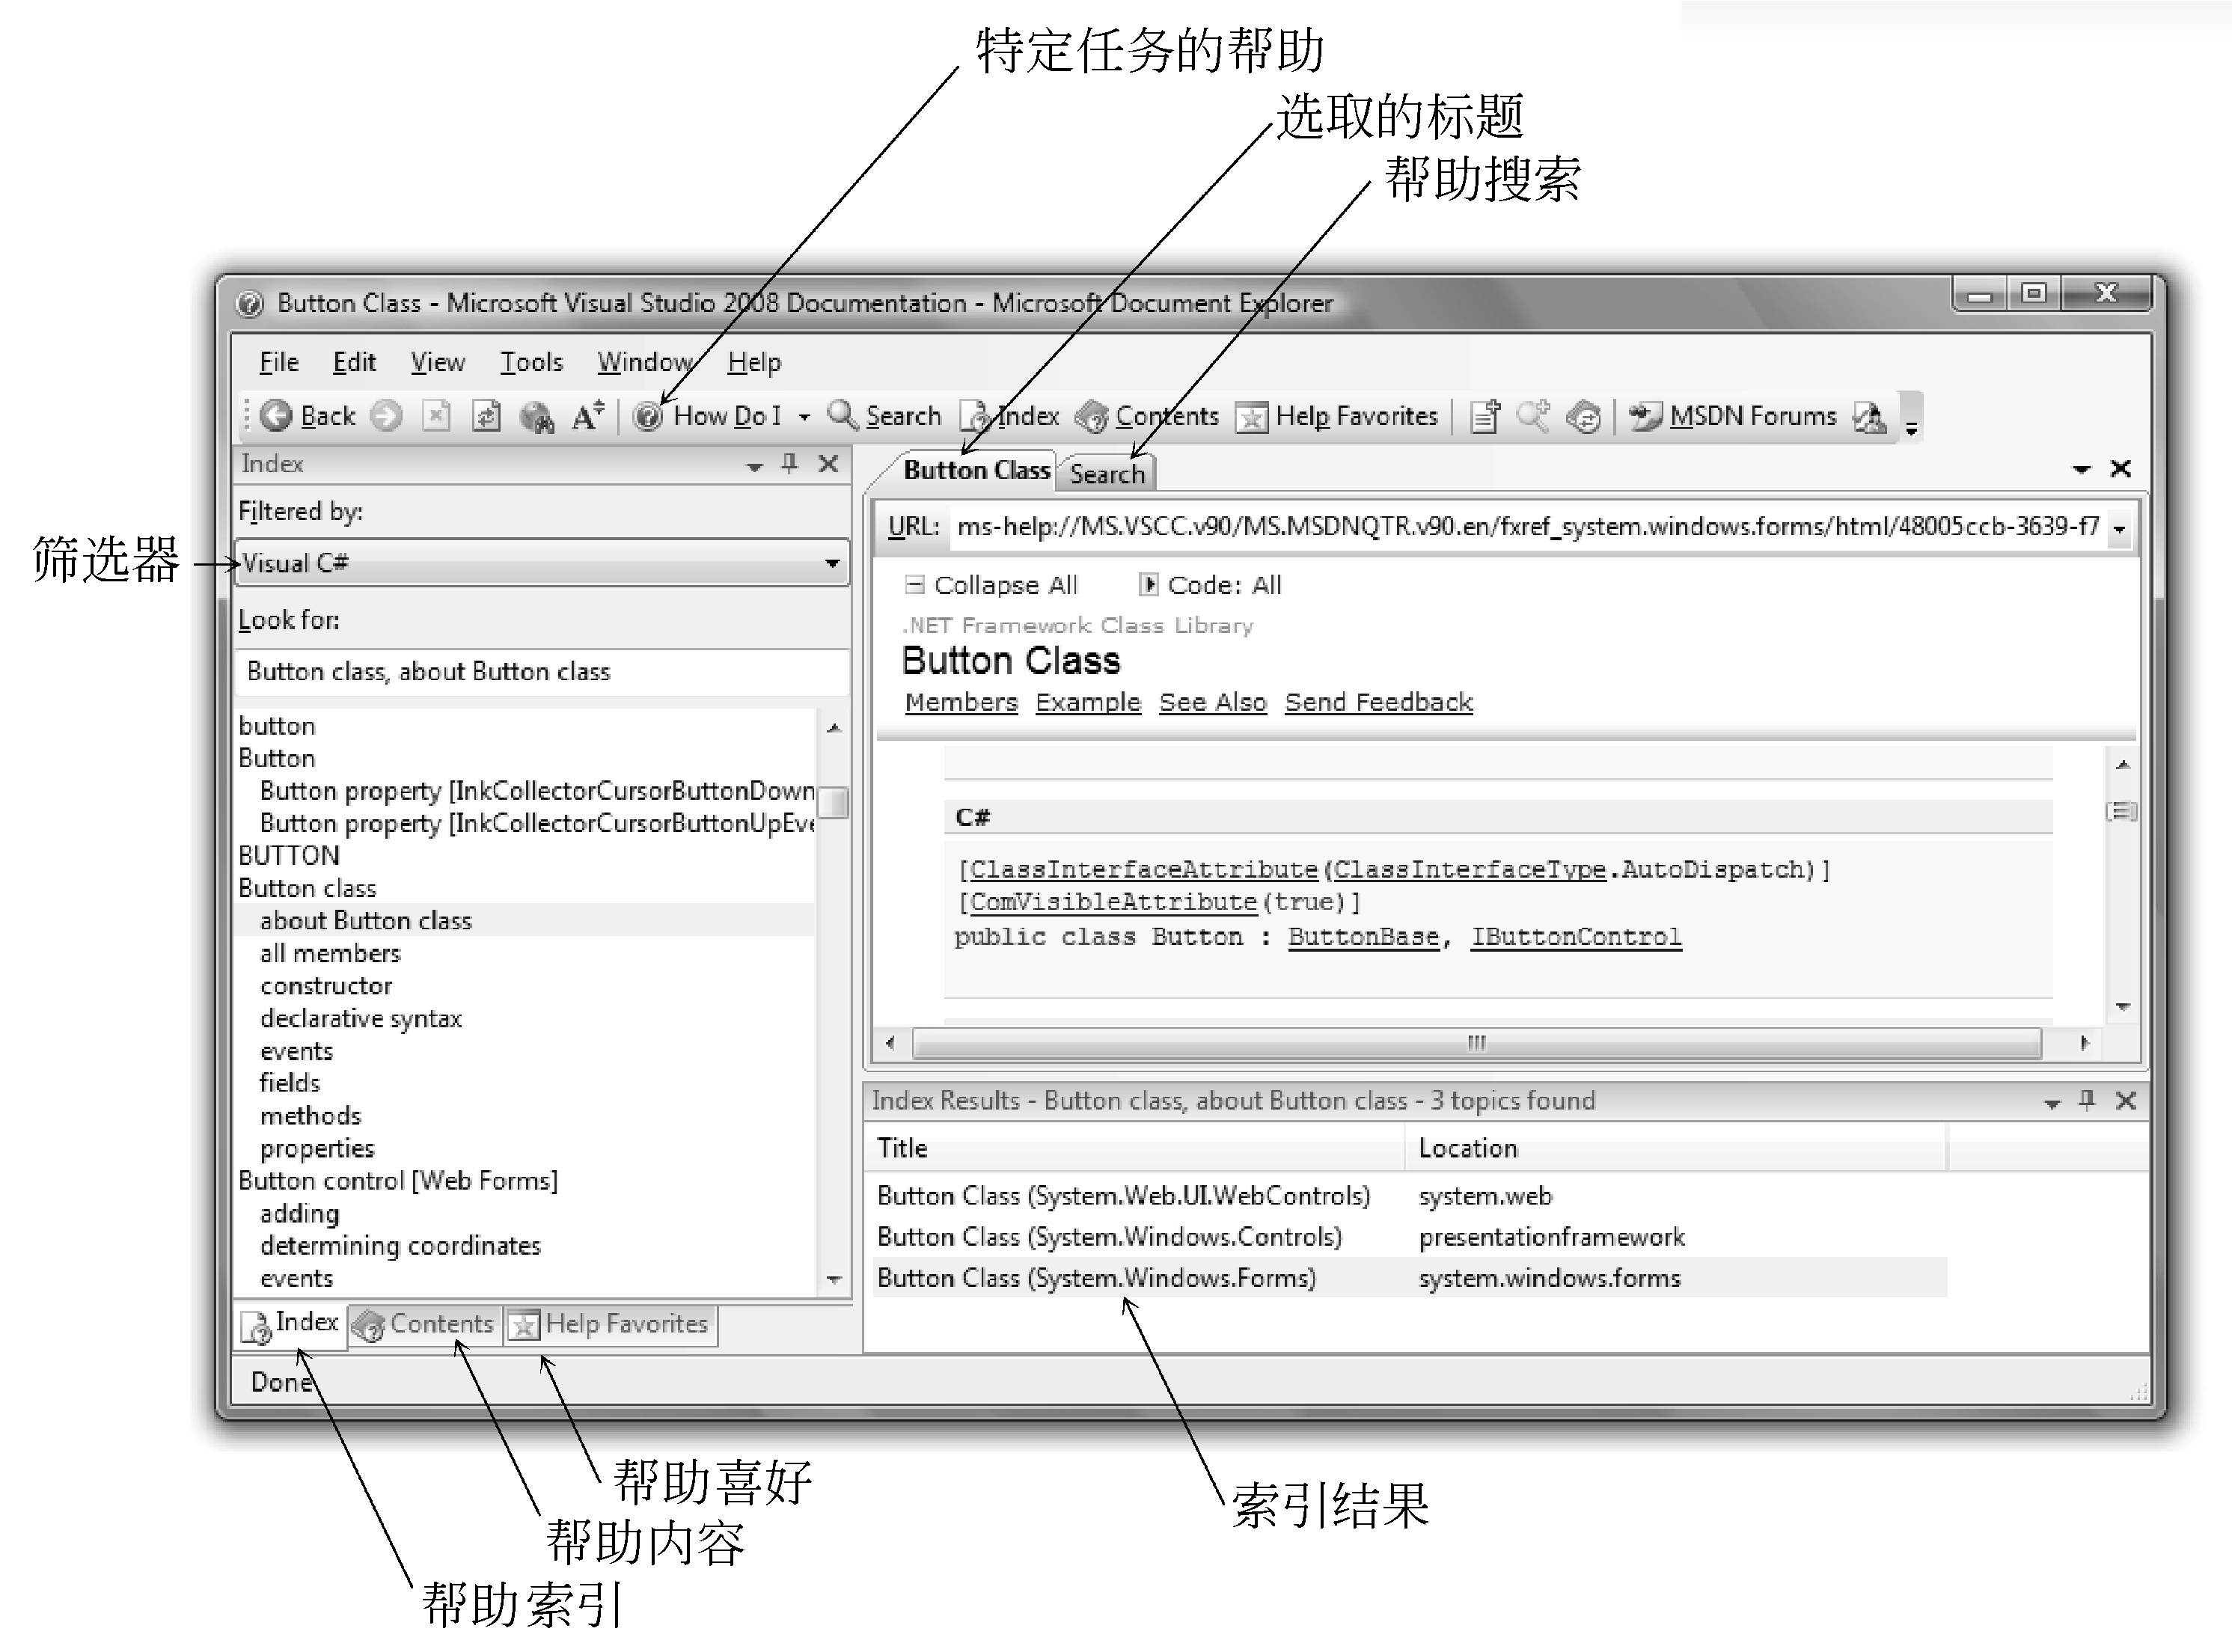 特定任务的帮助
选取的标题
帮助搜索
Button Class - Microsoft Visual Studio 2008 Documentation - Microsoft Document Explorer
File Edit View Tools Window Help
Back How Do I Search Index Contents Help Favorites MSDN Forums
Index
Filtered by:
筛选器
Visual C#
Look for:
Button class, about Button class
button
Button
Button property [InkCollectorCursorButtonDown
Button property [InkCollectorCursorButtonUpEve
BUTTON
Button class
about Button class
all members
constructor
declarative syntax
events
fields
methods
properties
Button control [Web Forms]
adding
determining coordinates
events
Index Contents Help Favorites
Done
Button Class Search
URL: ms-help://MS.VSCC.v90/MS.MSDNQTR.v90.en/fxref_system.windows.forms/html/48005ccb-3639-f7
Collapse All Code: All
.NET Framework Class Library
Button Class
Members Example See Also Send Feedback
C#
[ClassInterfaceAttribute(ClassInterfaceType.AutoDispatch)]
[ComVisibleAttribute(true)]
public class Button : ButtonBase, IButtonControl
Index Results - Button class, about Button class - 3 topics found
Title Location
Button Class (System.Web.UI.WebControls) system.web
Button Class (System.Windows.Controls) presentationframework
Button Class (System.Windows.Forms) system.windows.forms
帮助喜好
索引结果
帮助内容
帮助索引